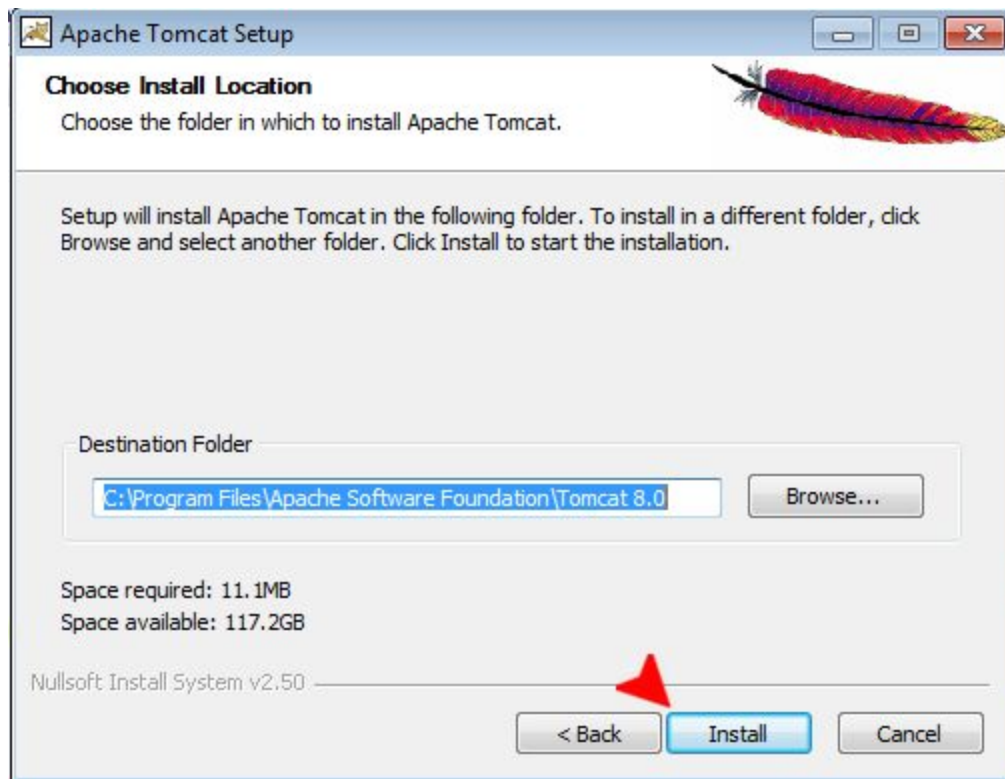 Apache Tomcat Setup
Choose Install Location
Choose the folder in which to install Apache Tomcat.
Setup will install Apache Tomcat in the following folder. To install in a different folder, click
Browse and select another folder. Click Install to start the installation.
Destination Folder
C:\Program Files\Apache Software Foundation\Tomcat 8.0
Browse...
Space required: 11.1MB
Space available: 117.2GB
Nullsoft Install System v2.50
< Back
Install
Cancel